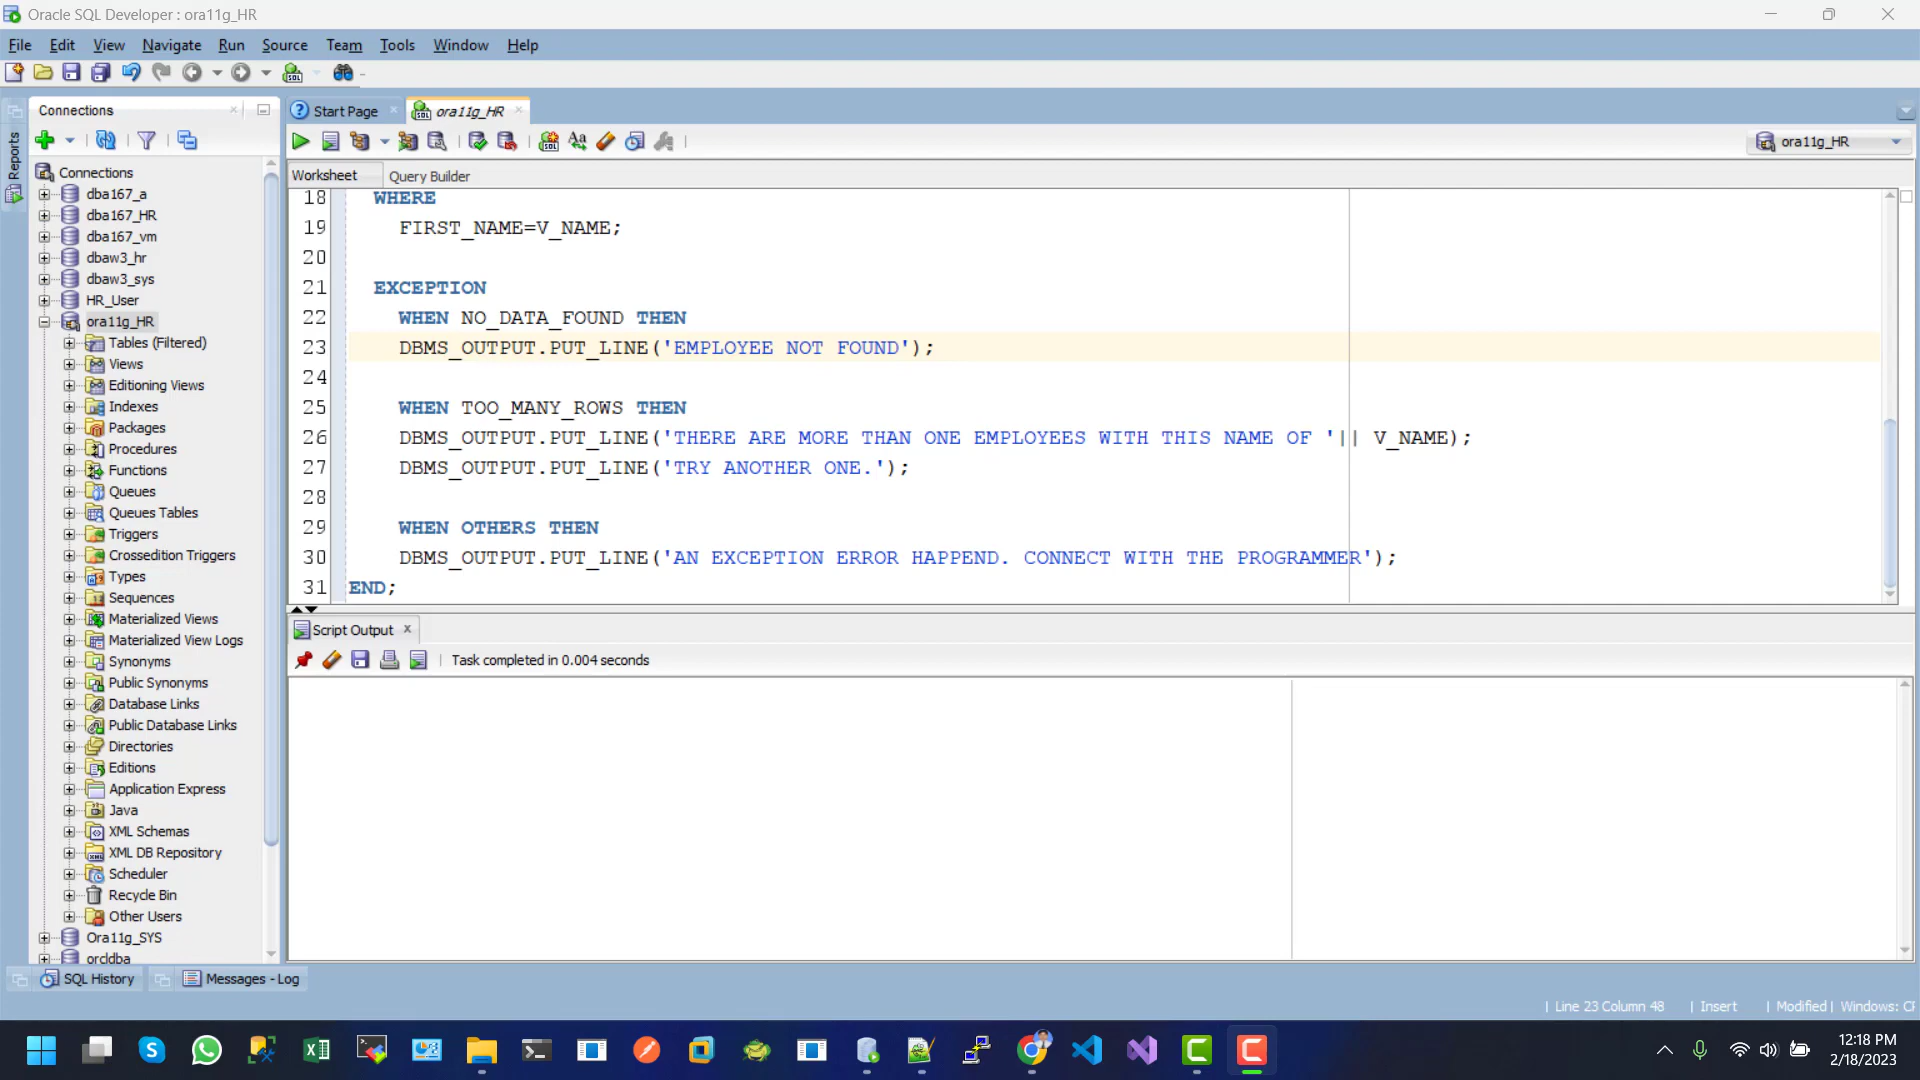 Oracle SQL Developer : ora11g_HR
File Edit View Navigate Run Source Team Tools Window Help
Reports
Connections
Start Page
ora11g_HR
ora11g_HR
Connections
dba167_a
dba167_HR
dba167_vm
dbaw3_hr
dbaw3_sys
HR_User
ora11g_HR
Tables (Filtered)
Views
Editioning Views
Indexes
Packages
Procedures
Functions
Queues
Queues Tables
Triggers
Crossedition Triggers
Types
Sequences
Materialized Views
Materialized View Logs
Synonyms
Public Synonyms
Database Links
Public Database Links
Directories
Editions
Application Express
Java
XML Schemas
XML DB Repository
Scheduler
Recycle Bin
Other Users
Ora11g_SYS
orcldba
Worksheet Query Builder
18 WHERE
19 FIRST_NAME=V_NAME;
20
21 EXCEPTION
22 WHEN NO_DATA_FOUND THEN
23 DBMS_OUTPUT.PUT_LINE('EMPLOYEE NOT FOUND');
24
25 WHEN TOO_MANY_ROWS THEN
26 DBMS_OUTPUT.PUT_LINE('THERE ARE MORE THAN ONE EMPLOYEES WITH THIS NAME OF '|| V_NAME);
27 DBMS_OUTPUT.PUT_LINE('TRY ANOTHER ONE.');
28
29 WHEN OTHERS THEN
30 DBMS_OUTPUT.PUT_LINE('AN EXCEPTION ERROR HAPPEND. CONNECT WITH THE PROGRAMMER');
31 END;
Script Output
Task completed in 0.004 seconds
SQL History
Messages - Log
Line 23 Column 48 | Insert | Modified | Windows: CF
12:18 PM
2/18/2023